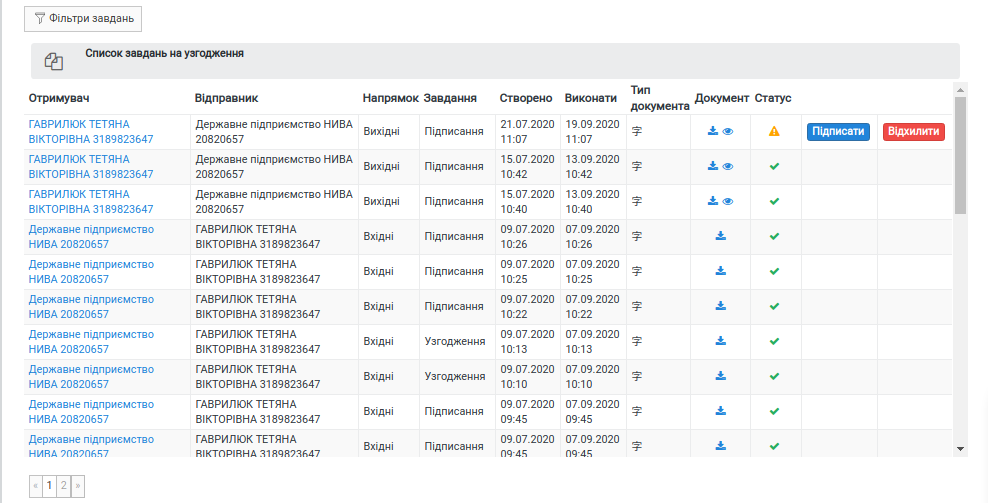 Фільтри завдань
Список завдань на узгодження
Отримувач Відправник Напрямок Завдання Створено Виконати Тип документа Документ Статус
ГАВРИЛЮК ТЕТЯНА Державне підприємство НИВА Вихідні Підписання 21.07.2020 19.09.2020 字 Підписати Відхилити
ВІКТОРІВНА 3189823647 20820657 11:07 11:07
ГАВРИЛЮК ТЕТЯНА Державне підприємство НИВА Вихідні Підписання 15.07.2020 13.09.2020 字
ВІКТОРІВНА 3189823647 20820657 10:42 10:42
ГАВРИЛЮК ТЕТЯНА Державне підприємство НИВА Вихідні Підписання 15.07.2020 13.09.2020 字
ВІКТОРІВНА 3189823647 20820657 10:40 10:40
Державне підприємство ГАВРИЛЮК ТЕТЯНА Вхідні Підписання 09.07.2020 07.09.2020 字
НИВА 20820657 ВІКТОРІВНА 3189823647 10:26 10:26
Державне підприємство ГАВРИЛЮК ТЕТЯНА Вхідні Підписання 09.07.2020 07.09.2020 字
НИВА 20820657 ВІКТОРІВНА 3189823647 10:25 10:25
Державне підприємство ГАВРИЛЮК ТЕТЯНА Вхідні Підписання 09.07.2020 07.09.2020 字
НИВА 20820657 ВІКТОРІВНА 3189823647 10:22 10:22
Державне підприємство ГАВРИЛЮК ТЕТЯНА Вхідні Узгодження 09.07.2020 07.09.2020 字
НИВА 20820657 ВІКТОРІВНА 3189823647 10:13 10:13
Державне підприємство ГАВРИЛЮК ТЕТЯНА Вхідні Узгодження 09.07.2020 07.09.2020 字
НИВА 20820657 ВІКТОРІВНА 3189823647 10:10 10:10
Державне підприємство ГАВРИЛЮК ТЕТЯНА Вхідні Підписання 09.07.2020 07.09.2020 字
НИВА 20820657 ВІКТОРІВНА 3189823647 09:45 09:45
Державне підприємство ГАВРИЛЮК ТЕТЯНА Вхідні Підписання 09.07.2020 07.09.2020 字
НИВА 20820657 ВІКТОРІВНА 3189823647 09:45 09:45
« 1 2 »